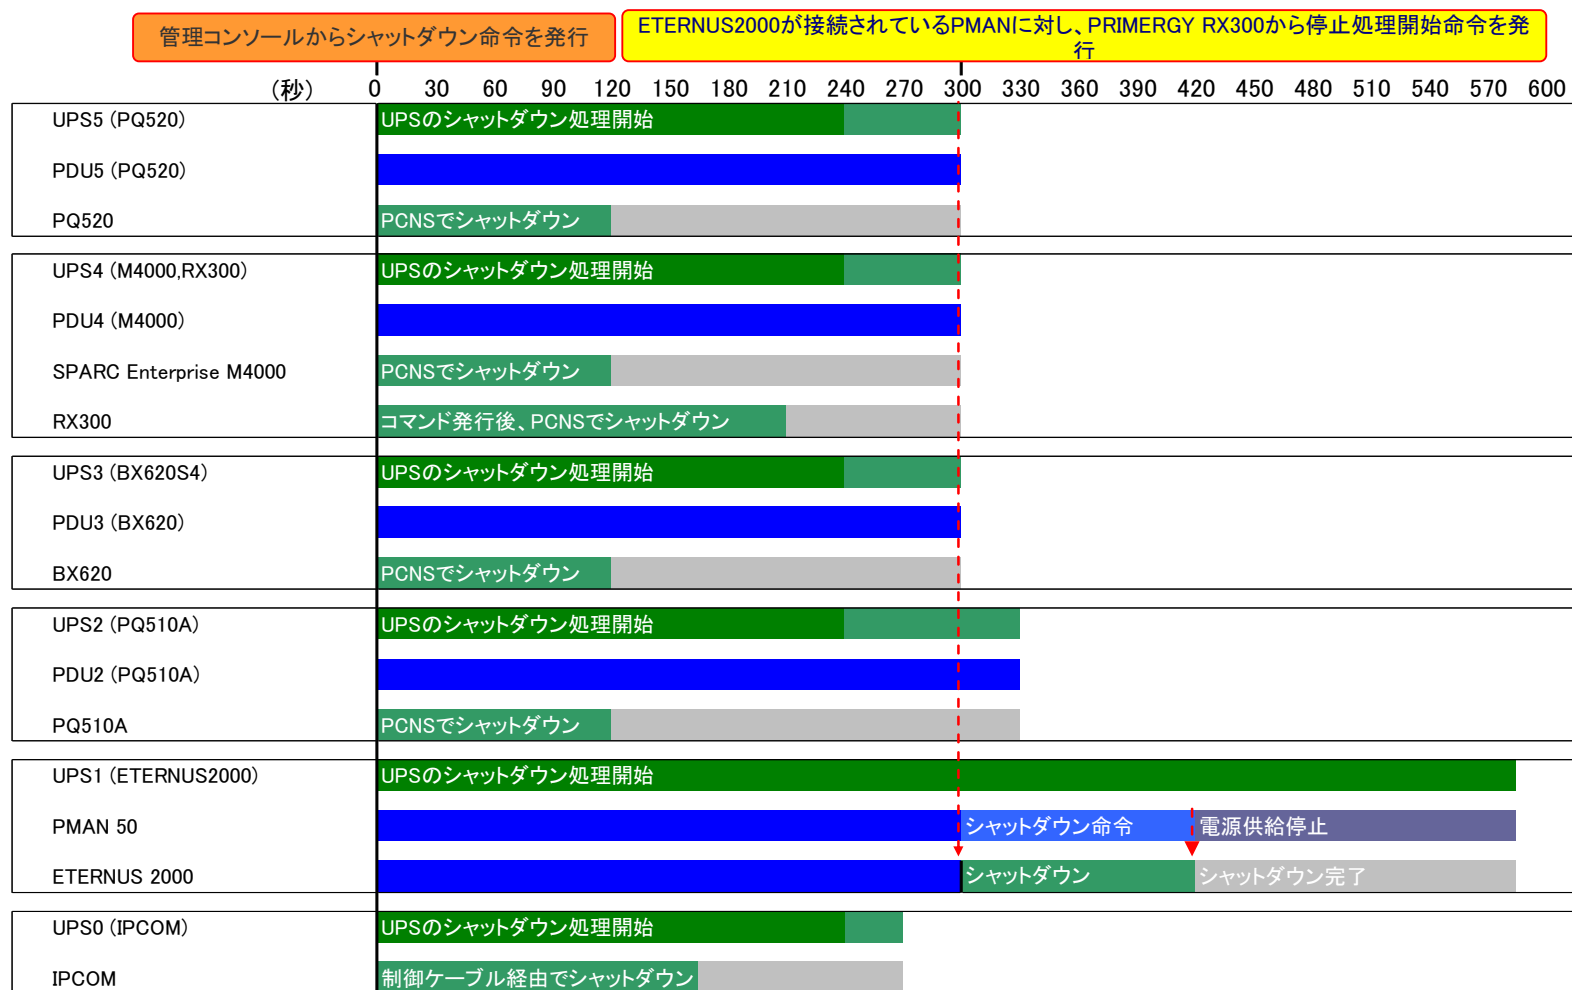 管理コンソールからシャットダウン命令を発行
ETERNUS2000が接続されているPMANに対し、PRIMERGY RX300から停止処理開始命令を発
行
(秒) 0 30 60 90 120 150 180 210 240 270 300 330 360 390 420 450 480 510 540 570 600
UPS5 (PQ520) UPSのシャットダウン処理開始
PDU5 (PQ520)
PQ520 PCNSでシャットダウン
UPS4 (M4000,RX300) UPSのシャットダウン処理開始
PDU4 (M4000)
SPARC Enterprise M4000 PCNSでシャットダウン
RX300 コマンド発行後、PCNSでシャットダウン
UPS3 (BX620S4) UPSのシャットダウン処理開始
PDU3 (BX620)
BX620 PCNSでシャットダウン
UPS2 (PQ510A) UPSのシャットダウン処理開始
PDU2 (PQ510A)
PQ510A PCNSでシャットダウン
UPS1 (ETERNUS2000) UPSのシャットダウン処理開始
PMAN 50 シャットダウン命令 電源供給停止
ETERNUS 2000 シャットダウン シャットダウン完了
UPS0 (IPCOM) UPSのシャットダウン処理開始
IPCOM 制御ケーブル経由でシャットダウン